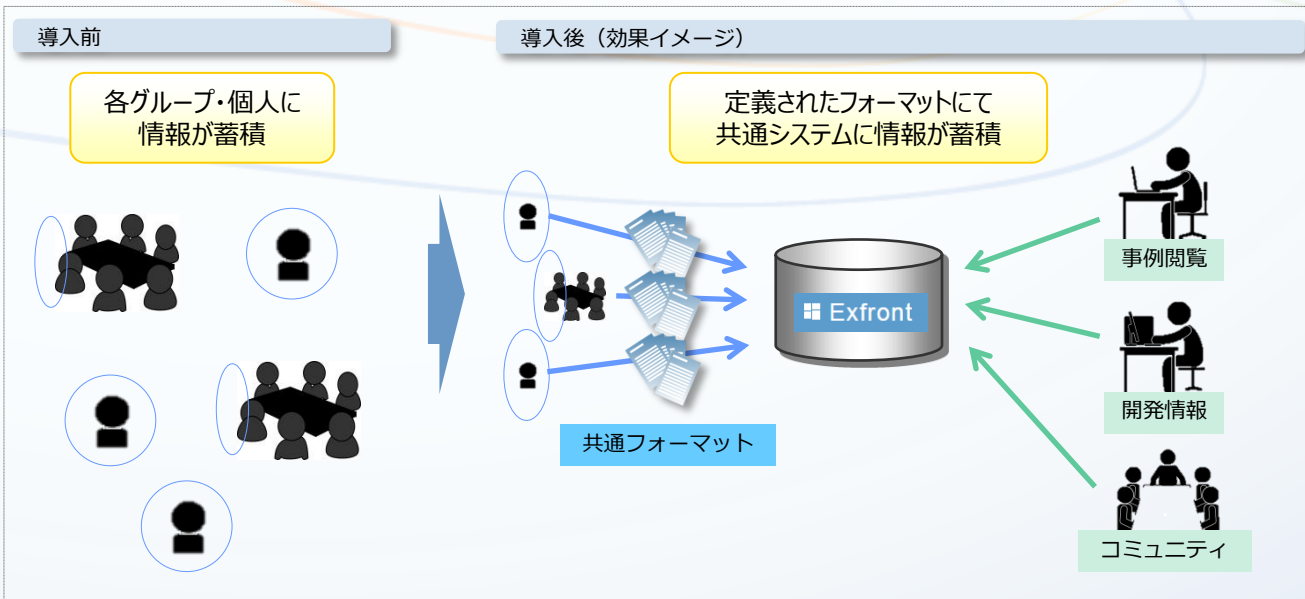 導入前
導入後（効果イメージ）
各グループ・個人に
情報が蓄積
定義されたフォーマットにて
共通システムに情報が蓄積
Exfront
共通フォーマット
事例閲覧
開発情報
コミュニティ